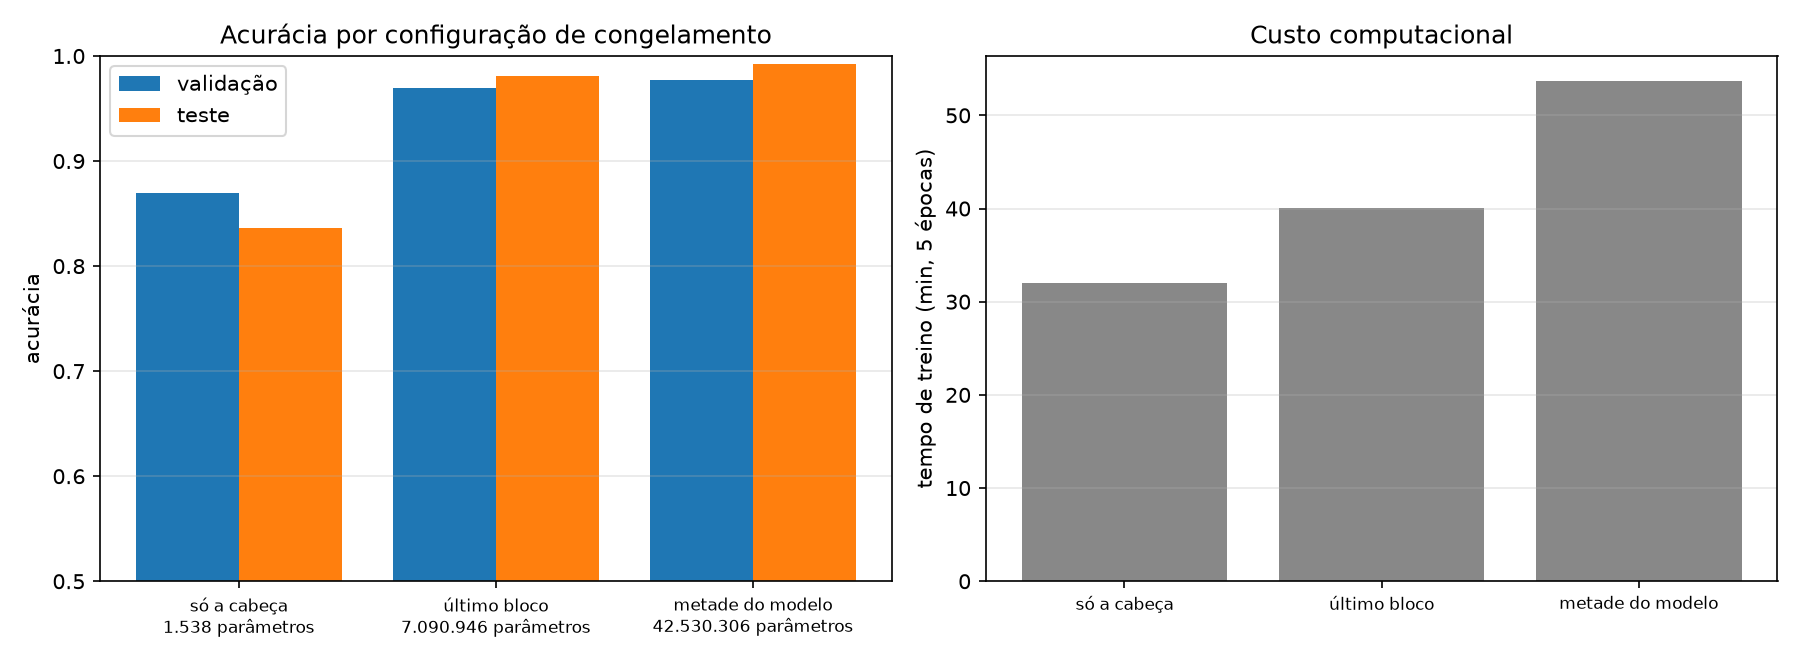 Acurácia por configuração de congelamento
validação
teste
acurácia
1.0
0.9
0.8
0.7
0.6
0.5
só a cabeça
1.538 parâmetros
último bloco
7.090.946 parâmetros
metade do modelo
42.530.306 parâmetros
Custo computacional
tempo de treino (min, 5 épocas)
50
40
30
20
10
0
só a cabeça
último bloco
metade do modelo